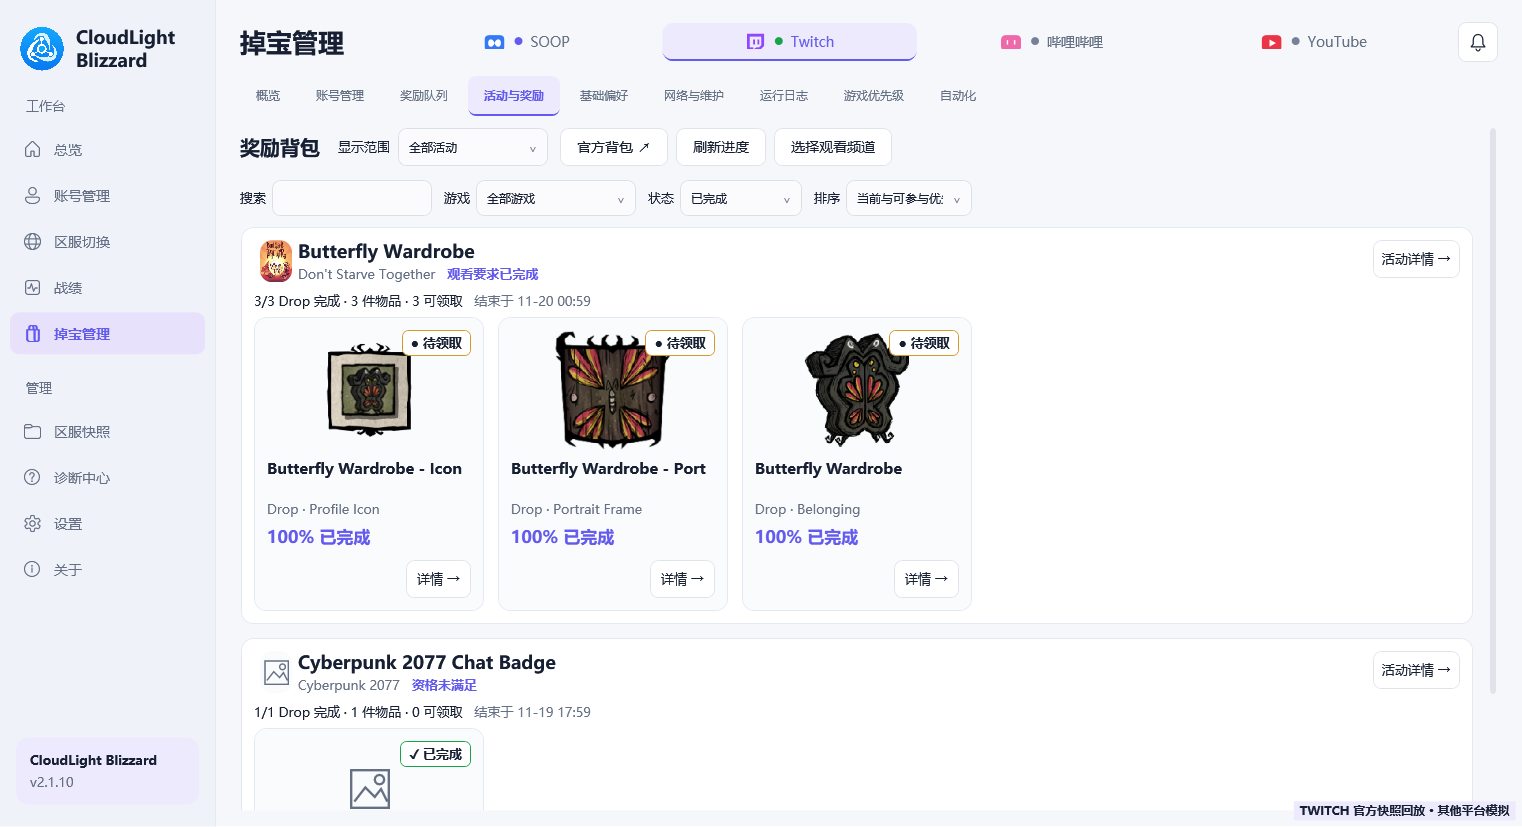 CloudLight
Blizzard
工作台
总览
账号管理
区服切换
战绩
掉宝管理
管理
区服快照
诊断中心
设置
关于
CloudLight Blizzard
v2.1.10
掉宝管理
SOOP
Twitch
哔哩哔哩
YouTube
概览
账号管理
奖励队列
活动与奖励
基础偏好
网络与维护
运行日志
游戏优先级
自动化
奖励背包
显示范围
全部活动
官方背包 ↗
刷新进度
选择观看频道
搜索
游戏
全部游戏
状态
已完成
排序
当前与可参与优
Butterfly Wardrobe
Don't Starve Together 观看要求已完成
活动详情 →
3/3 Drop 完成 · 3 件物品 · 3 可领取 结束于 11-20 00:59
● 待领取
Butterfly Wardrobe - Icon
Drop · Profile Icon
100% 已完成
详情 →
● 待领取
Butterfly Wardrobe - Port
Drop · Portrait Frame
100% 已完成
详情 →
● 待领取
Butterfly Wardrobe
Drop · Belonging
100% 已完成
详情 →
Cyberpunk 2077 Chat Badge
Cyberpunk 2077 资格未满足
活动详情 →
1/1 Drop 完成 · 1 件物品 · 0 可领取 结束于 11-19 17:59
✓ 已完成
TWITCH 官方快照回放 • 其他平台模拟